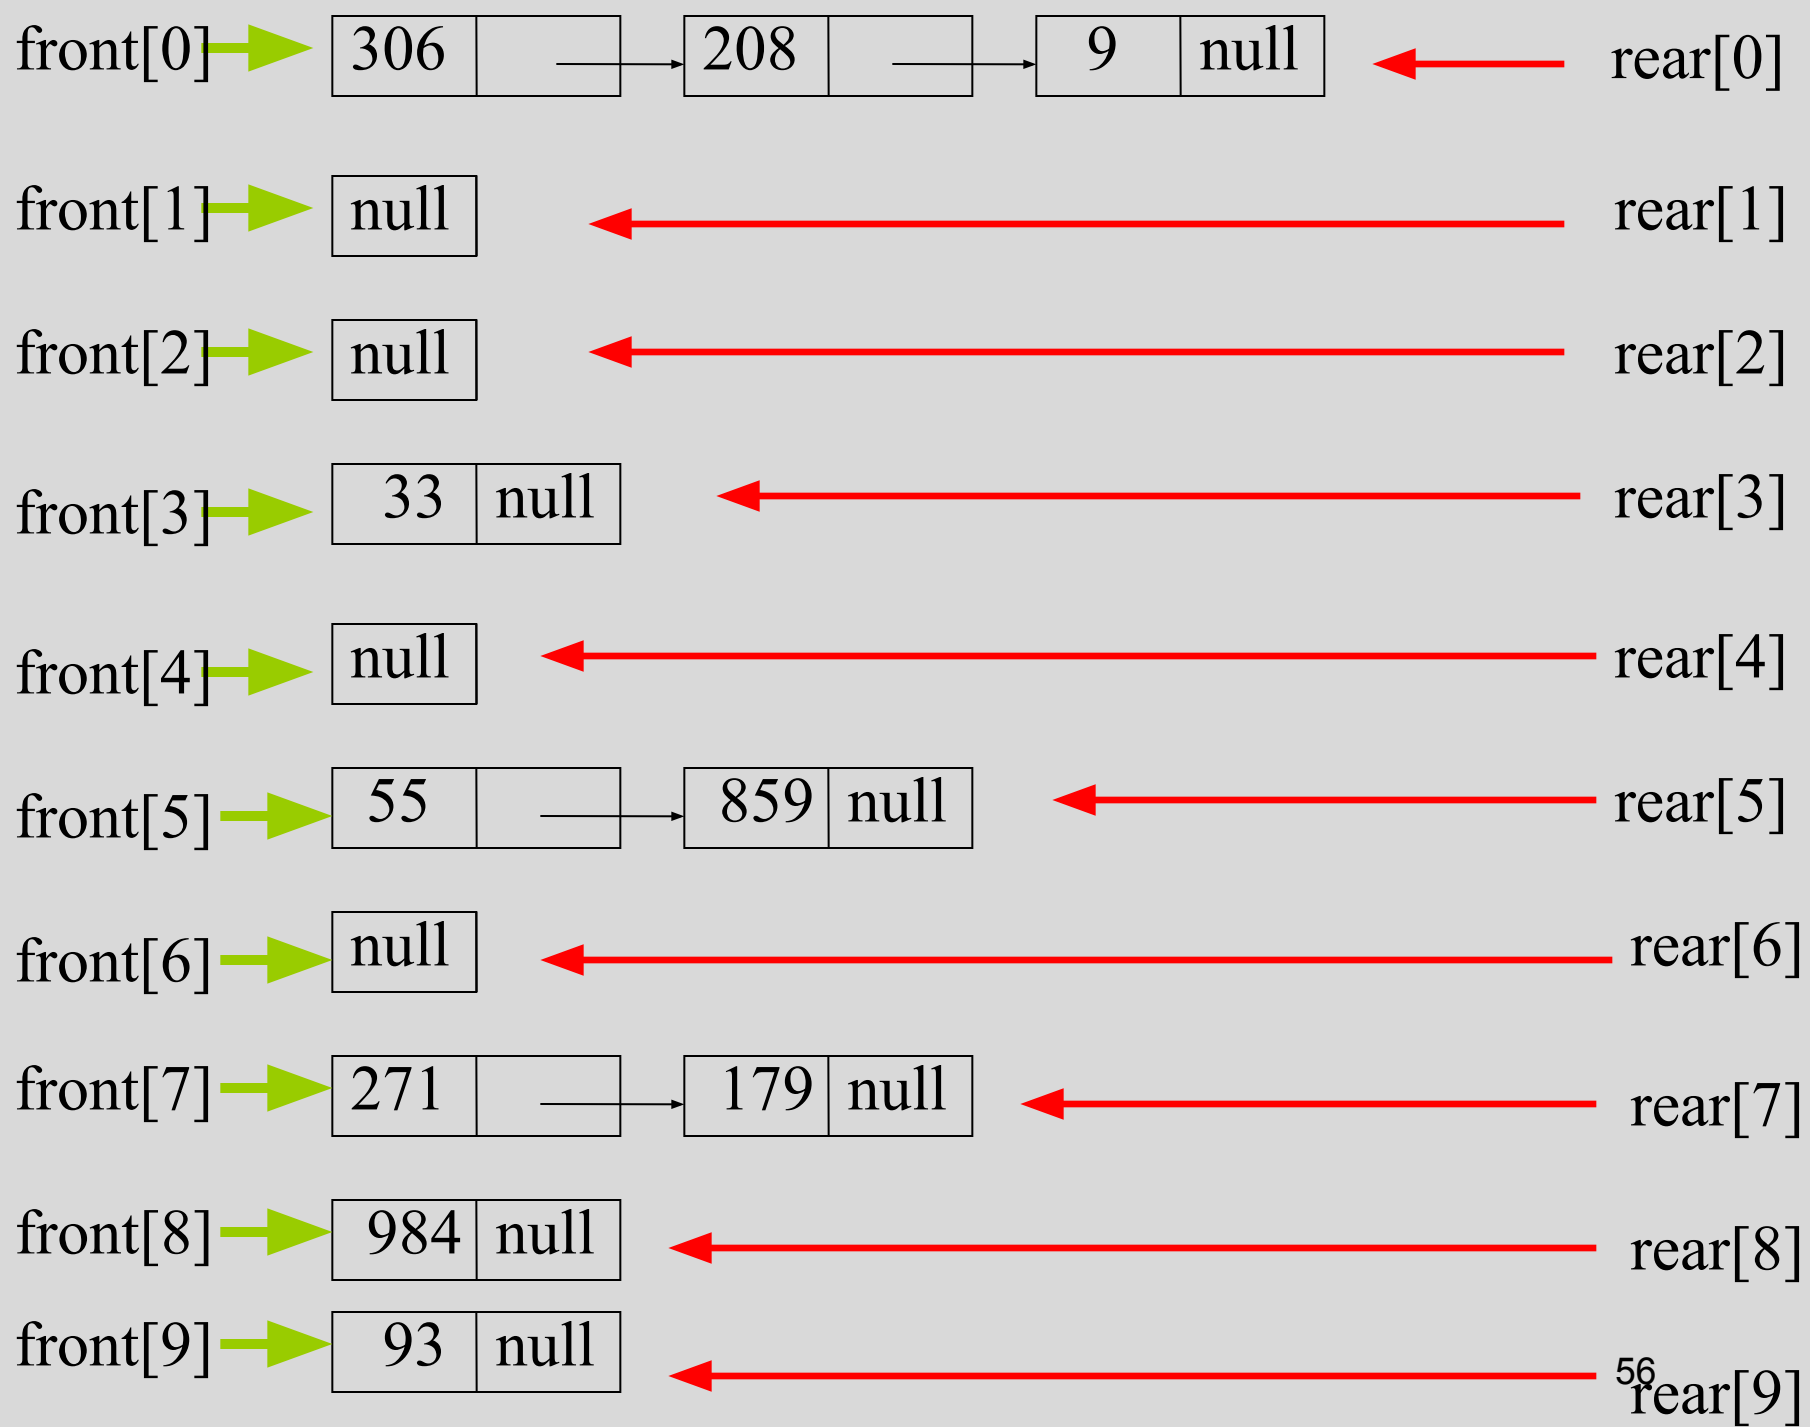 front[0] 306 208 9 null rear[0]
front[1] null rear[1]
front[2] null rear[2]
front[3] 33 null rear[3]
front[4] null rear[4]
front[5] 55 859 null rear[5]
front[6] null rear[6]
front[7] 271 179 null rear[7]
front[8] 984 null rear[8]
front[9] 93 null rear[9]
56